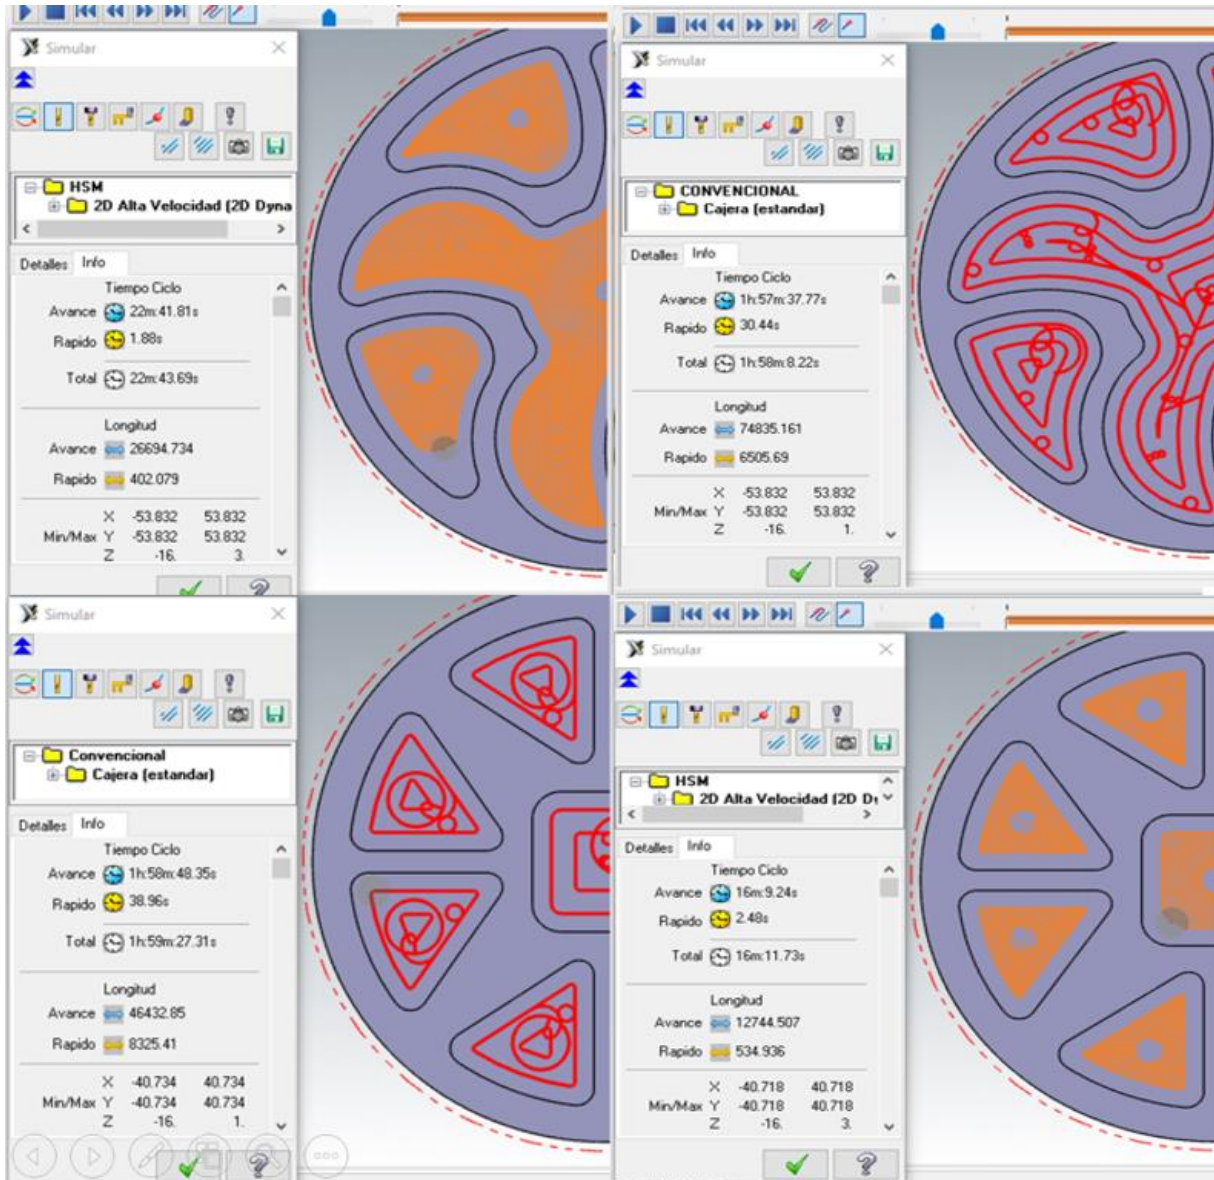 Simular
HSM
2D Alta Velocidad (2D Dyna
Detalles Info
Tiempo Ciclo
Avance 22m:41.81s
Rapido 1.88s
Total 22m:43.69s
Longitud
Avance 26694.734
Rapido 402.079
X -53.832 53.832
Min/Max Y -53.832 53.832
Z -16. 3.
Simular
CONVENCIONAL
Cajera (estandar)
Detalles Info
Tiempo Ciclo
Avance 1h:57m:37.77s
Rapido 30.44s
Total 1h:58m:8.22s
Longitud
Avance 74835.161
Rapido 6505.69
X -53.832 53.832
Min/Max Y -53.832 53.832
Z -16. 1.
Simular
Convencional
Cajera (estandar)
Detalles Info
Tiempo Ciclo
Avance 1h:58m:48.35s
Rapido 38.96s
Total 1h:59m:27.31s
Longitud
Avance 46432.85
Rapido 8325.41
X -40.734 40.734
Min/Max Y -40.734 40.734
Z -16. 1.
Simular
HSM
2D Alta Velocidad (2D Dy
Detalles Info
Tiempo Ciclo
Avance 16m:9.24s
Rapido 2.48s
Total 16m:11.73s
Longitud
Avance 12744.507
Rapido 534.936
X -40.718 40.718
Min/Max Y -40.718 40.718
Z -16. 3.